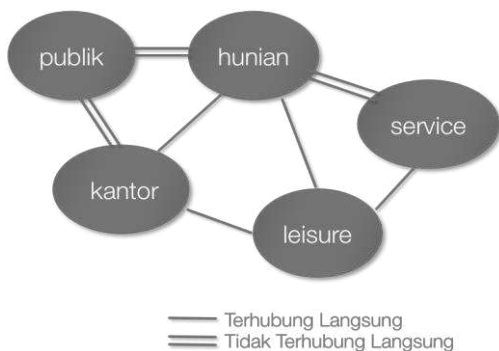 publik
hunian
service
kantor
leisure
Terhubung Langsung
Tidak Terhubung Langsung